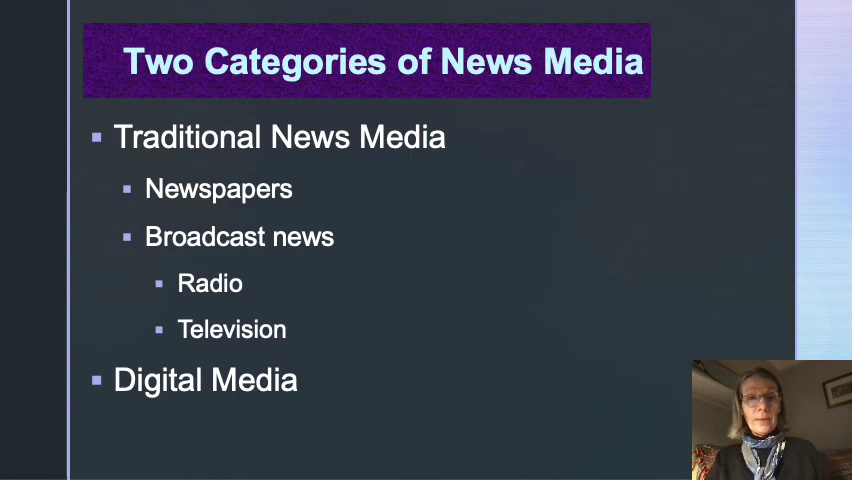 Two Categories of News Media
Traditional News Media
Newspapers
Broadcast news
Radio
Television
Digital Media